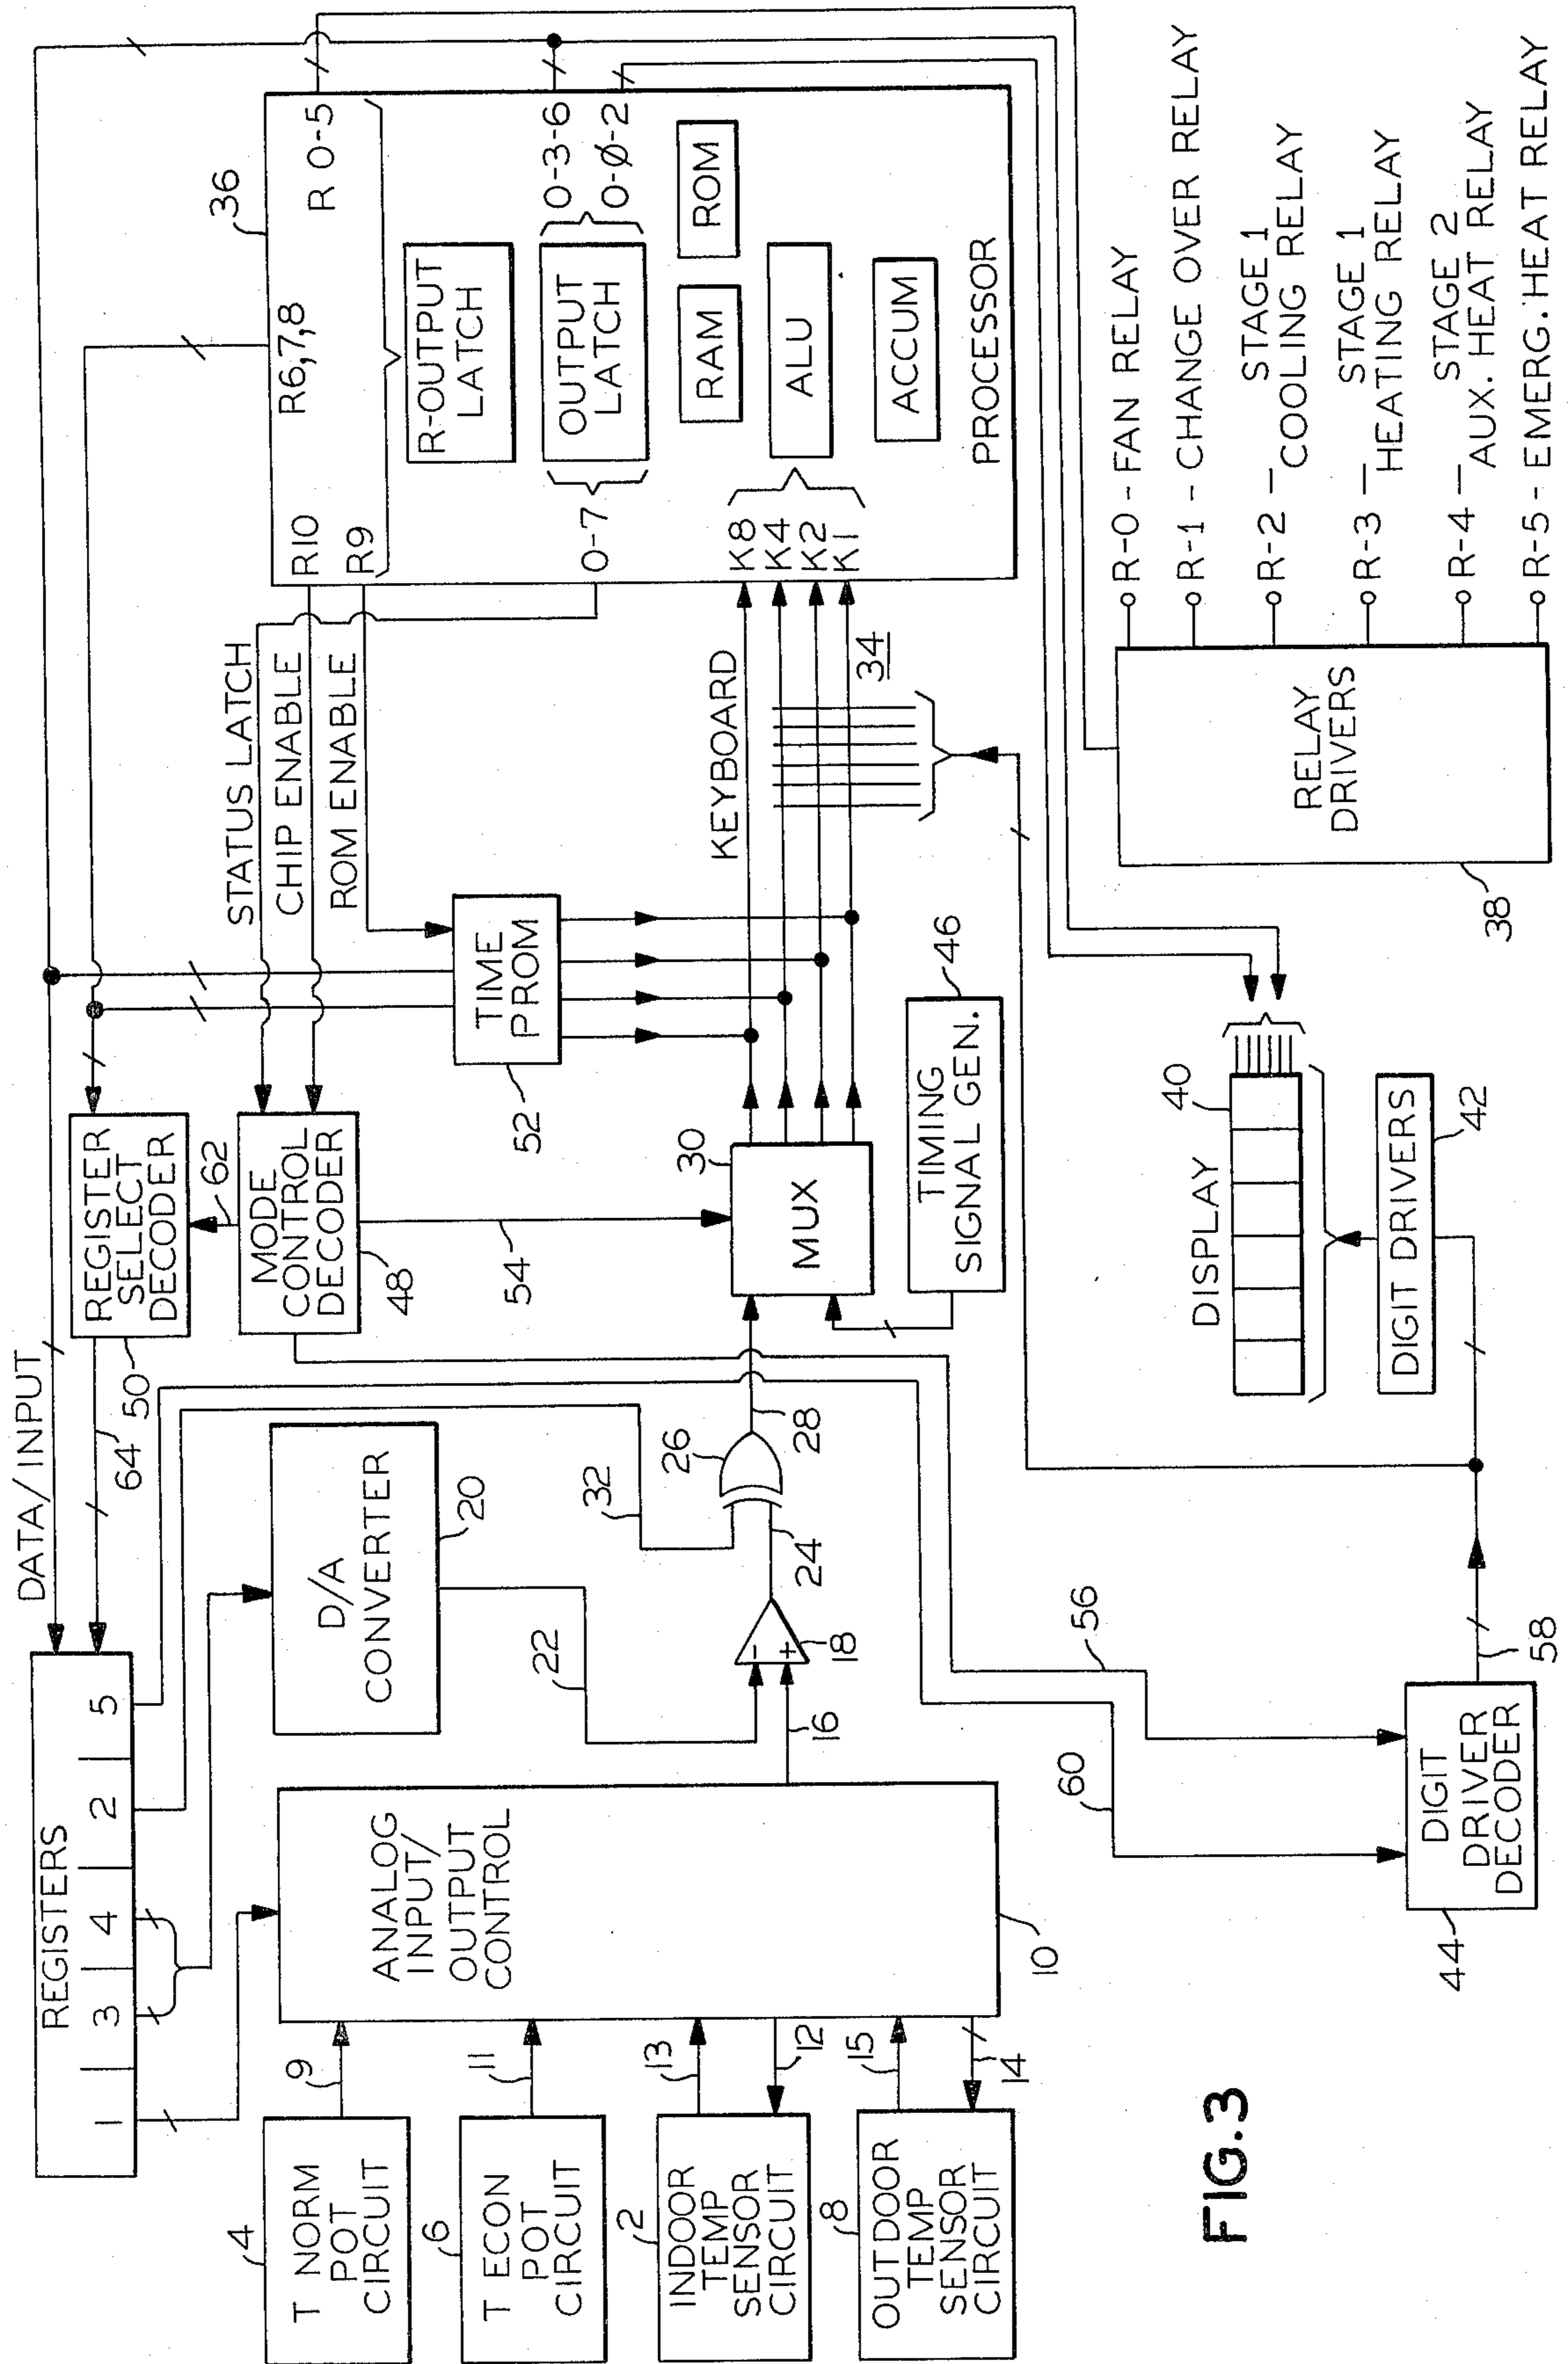 DATA/INPUT
REGISTERS
1 3 4 2 5
64
50
REGISTER
SELECT
DECODER
62
MODE
CONTROL
DECODER
48
54
STATUS LATCH
CHIP ENABLE
ROM ENABLE
TIME
PROM
52
36
R10
R9
R6,7,8
R 0-5
R-OUTPUT
LATCH
0-7
OUTPUT
LATCH
0-3-6
0-Ø-2
RAM
ROM
K8
K4
K2
K1
ALU
ACCUM
PROCESSOR
KEYBOARD
34
4
T NORM
POT
CIRCUIT
9
6
T ECON
POT
CIRCUIT
11
2
INDOOR
TEMP
SENSOR
CIRCUIT
13
12
8
OUTDOOR
TEMP
SENSOR
CIRCUIT
15
14
ANALOG
INPUT/
OUTPUT
CONTROL
10
D/A
CONVERTER
20
22
16
-
+
18
24
32
26
28
30
MUX
TIMING
SIGNAL GEN.
46
60
56
DIGIT
DRIVER
DECODER
44
58
DISPLAY
40
DIGIT DRIVERS
42
RELAY
DRIVERS
38
R-0 - FAN RELAY
R-1 - CHANGE OVER RELAY
R-2 - STAGE 1
COOLING RELAY
R-3 - STAGE 1
HEATING RELAY
R-4 - STAGE 2
AUX. HEAT RELAY
R-5 - EMERG. HEAT RELAY
FIG.3